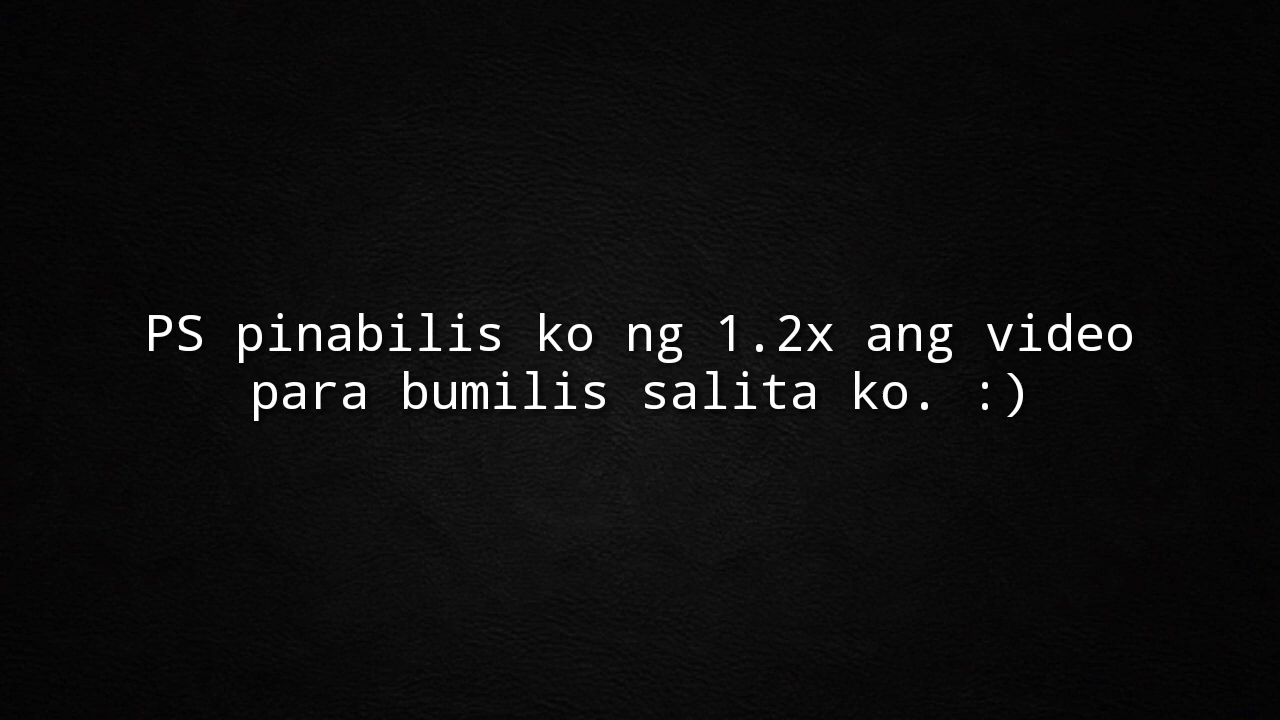 PS pinabilis ko ng 1.2x ang video
para bumilis salita ko. :)